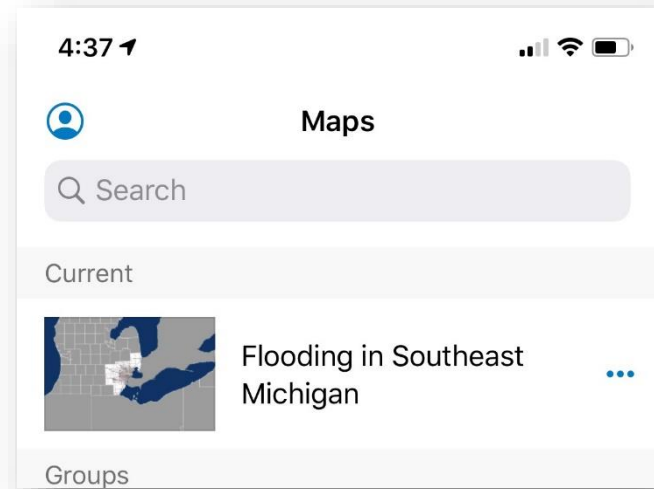 4:37
Maps
Search
Current
Flooding in Southeast
Michigan
Groups